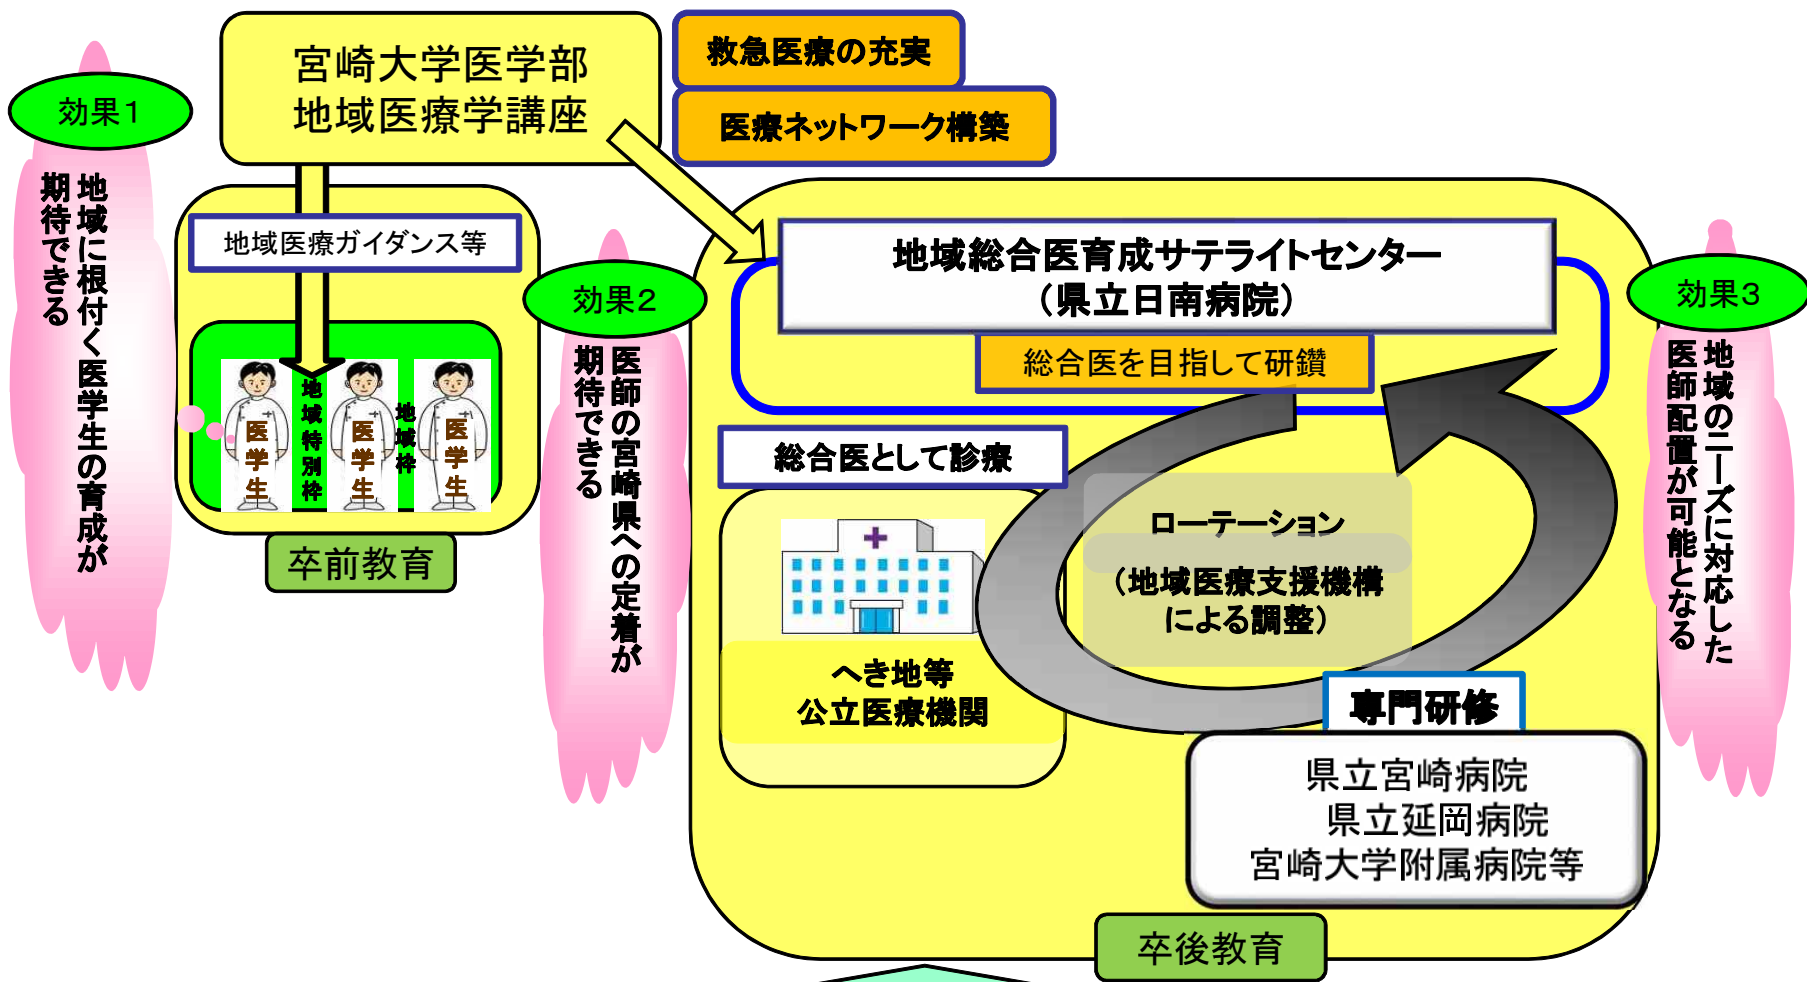 宮崎大学医学部
地域医療学講座
救急医療の充実
医療ネットワーク構築
効果1
地域に根付く医学生の育成が
期待できる
地域医療ガイダンス等
医学生
地域特別枠
医学生
地域枠
医学生
卒前教育
効果2
医師の宮崎県への定着が
期待できる
地域総合医育成サテライトセンター
（県立日南病院）
総合医を目指して研鑽
総合医として診療
へき地等
公立医療機関
ローテーション
（地域医療支援機構
による調整）
専門研修
県立宮崎病院
県立延岡病院
宮崎大学附属病院等
卒後教育
効果3
地域のニーズに対応した
医師配置が可能となる